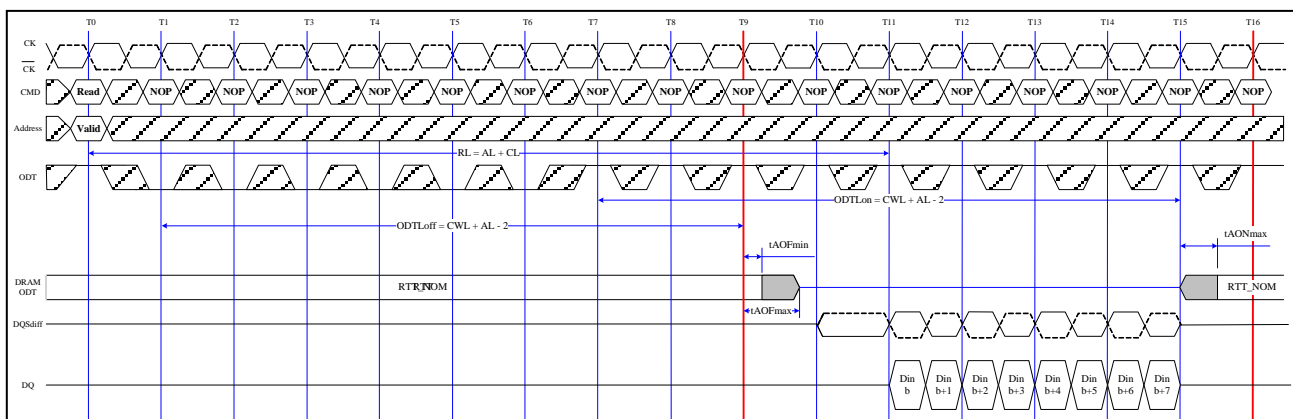 T0 T1 T2 T3 T4 T5 T6 T7 T8 T9 T10 T11 T12 T13 T14 T15 T16
CK
CK
CMD Read NOP NOP NOP NOP NOP NOP NOP NOP NOP NOP NOP NOP NOP NOP NOP NOP
Address Valid
RL = AL + CL
ODT
ODTLon = CWL + AL - 2
ODTLoff = CWL + AL - 2
tAOFmin
tAONmax
DRAM
ODT
RTT_NOM
RTT_NOM
tAOFmax
DQSdiff
DQ
Din b Din b+1 Din b+2 Din b+3 Din b+4 Din b+5 Din b+6 Din b+7